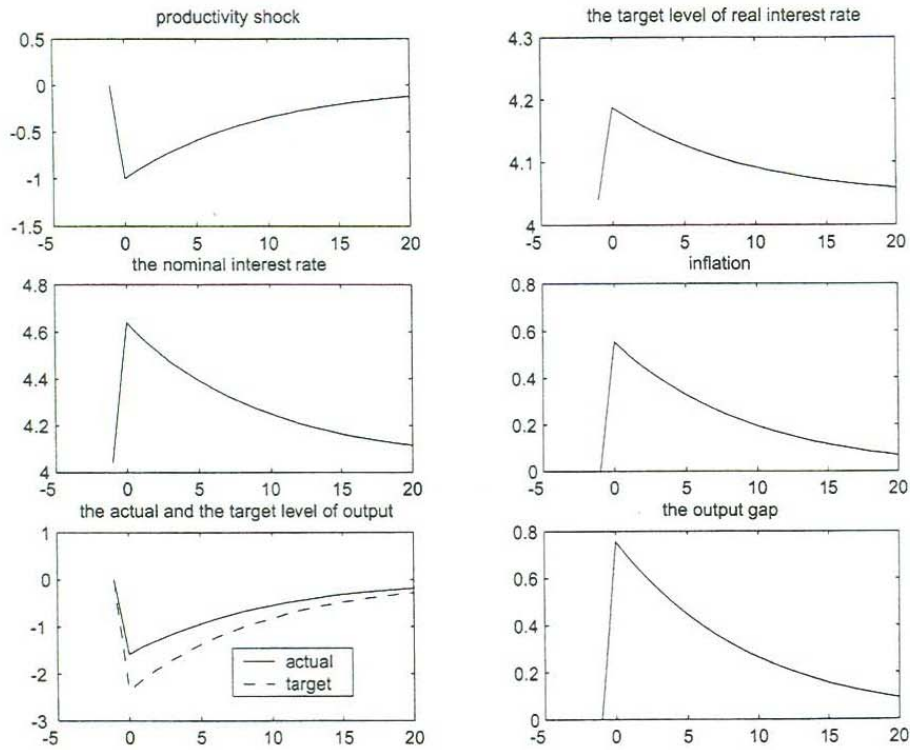 productivity shock
0.5
0
-0.5
-1
-1.5
-5 0 5 10 15 20
the target level of real interest rate
4.3
4.2
4.1
4
-5 0 5 10 15 20
the nominal interest rate
4.8
4.6
4.4
4.2
4
-5 0 5 10 15 20
inflation
0.8
0.6
0.4
0.2
0
-5 0 5 10 15 20
the actual and the target level of output
1
0
-1
-2
-3
actual
target
-5 0 5 10 15 20
the output gap
0.8
0.6
0.4
0.2
0
-5 0 5 10 15 20